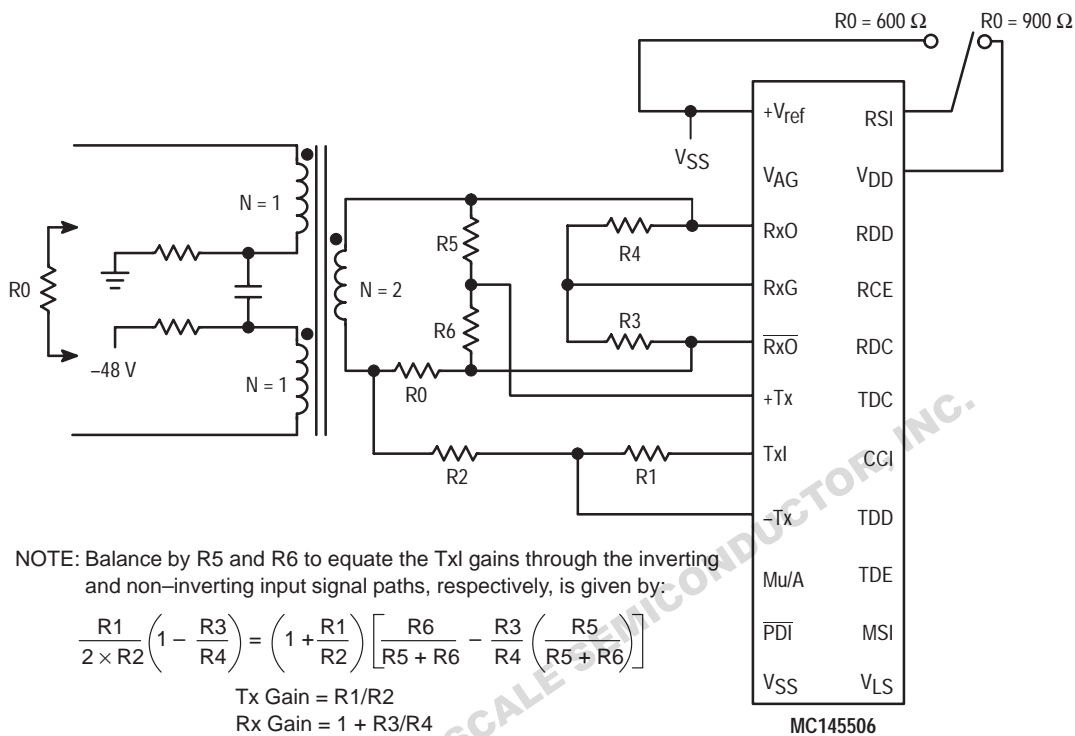 R0 = 600 Ω
R0 = 900 Ω
+Vref
RSI
VSS
VAG
VDD
N = 1
RxO
RDD
R5
R4
RxG
RCE
R0
N = 2
R6
R3
RxO
RDC
–48 V
N = 1
R0
+Tx
TDC
TxI
CCI
R2
R1
–Tx
TDD
NOTE: Balance by R5 and R6 to equate the TxI gains through the inverting
and non–inverting input signal paths, respectively, is given by:
Mu/A
TDE
R1 / (2 × R2) (1 – R3/R4) = (1 + R1/R2) [R6 / (R5 + R6) – R3/R4 (R5 / (R5 + R6))]
PDI
MSI
VSS
VLS
Tx Gain = R1/R2
Rx Gain = 1 + R3/R4
MC145506
SCALE SEMICONDUCTOR, INC.